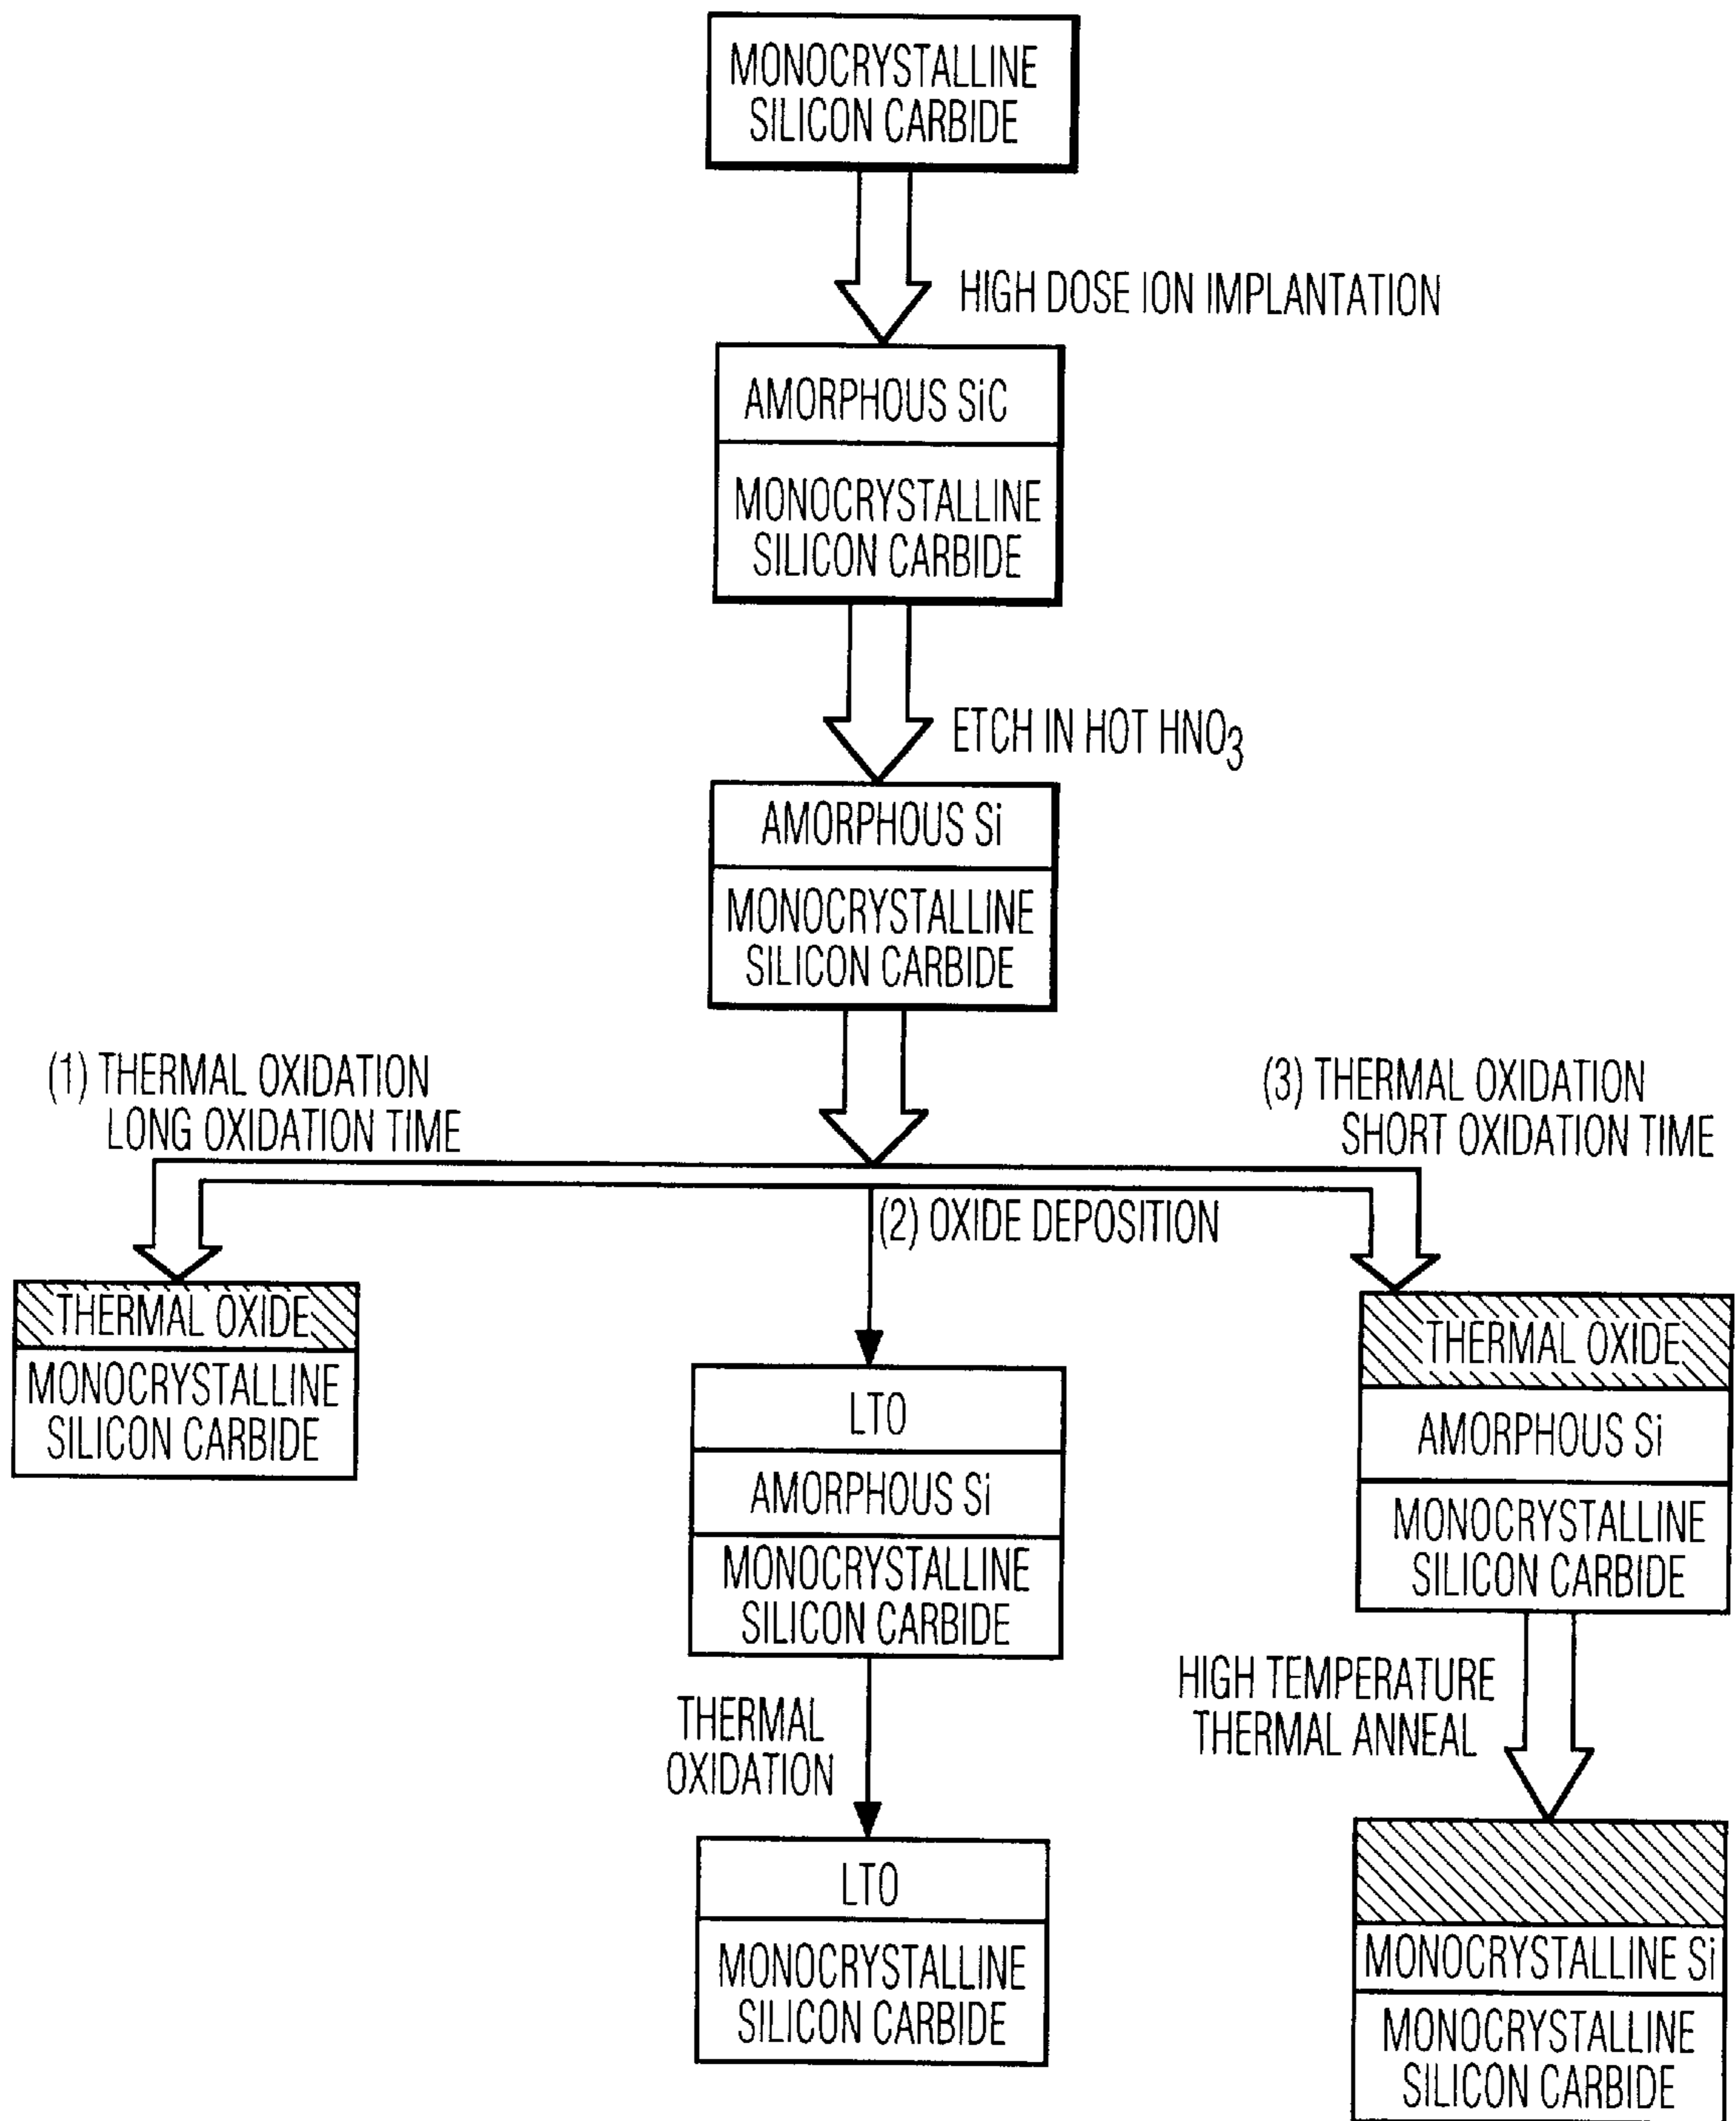 MONOCRYSTALLINE
SILICON CARBIDE
HIGH DOSE ION IMPLANTATION
AMORPHOUS SiC
MONOCRYSTALLINE
SILICON CARBIDE
ETCH IN HOT HNO3
AMORPHOUS Si
MONOCRYSTALLINE
SILICON CARBIDE
(1) THERMAL OXIDATION
LONG OXIDATION TIME
(3) THERMAL OXIDATION
SHORT OXIDATION TIME
(2) OXIDE DEPOSITION
THERMAL OXIDE
MONOCRYSTALLINE
SILICON CARBIDE
LTO
AMORPHOUS Si
MONOCRYSTALLINE
SILICON CARBIDE
THERMAL
OXIDATION
LTO
MONOCRYSTALLINE
SILICON CARBIDE
THERMAL OXIDE
AMORPHOUS Si
MONOCRYSTALLINE
SILICON CARBIDE
HIGH TEMPERATURE
THERMAL ANNEAL
MONOCRYSTALLINE Si
MONOCRYSTALLINE
SILICON CARBIDE